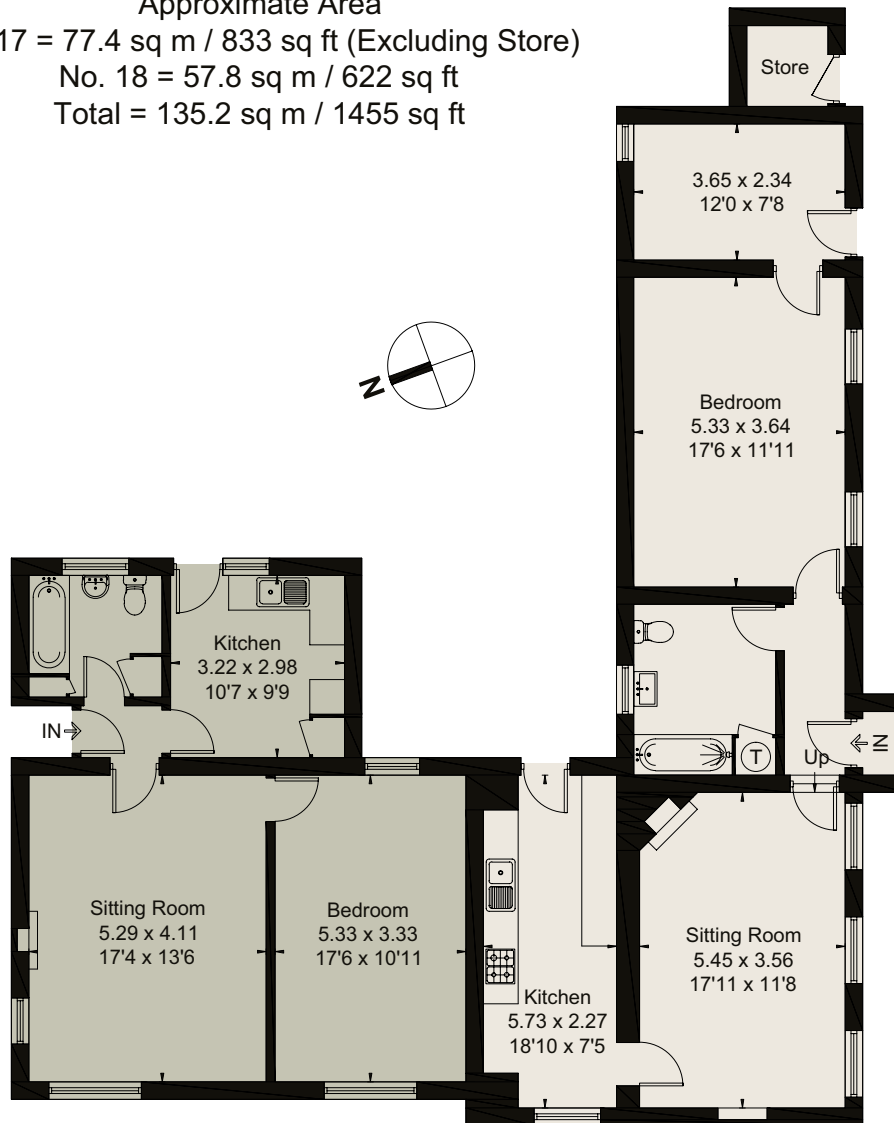 Approximate Area
17 = 77.4 sq m / 833 sq ft (Excluding Store)
No. 18 = 57.8 sq m / 622 sq ft
Total = 135.2 sq m / 1455 sq ft
Store
3.65 x 2.34
12'0 x 7'8
N
Bedroom
5.33 x 3.64
17'6 x 11'11
Kitchen
3.22 x 2.98
10'7 x 9'9
IN
IN
T
Up
Sitting Room
5.29 x 4.11
17'4 x 13'6
Bedroom
5.33 x 3.33
17'6 x 10'11
Kitchen
5.73 x 2.27
18'10 x 7'5
Sitting Room
5.45 x 3.56
17'11 x 11'8